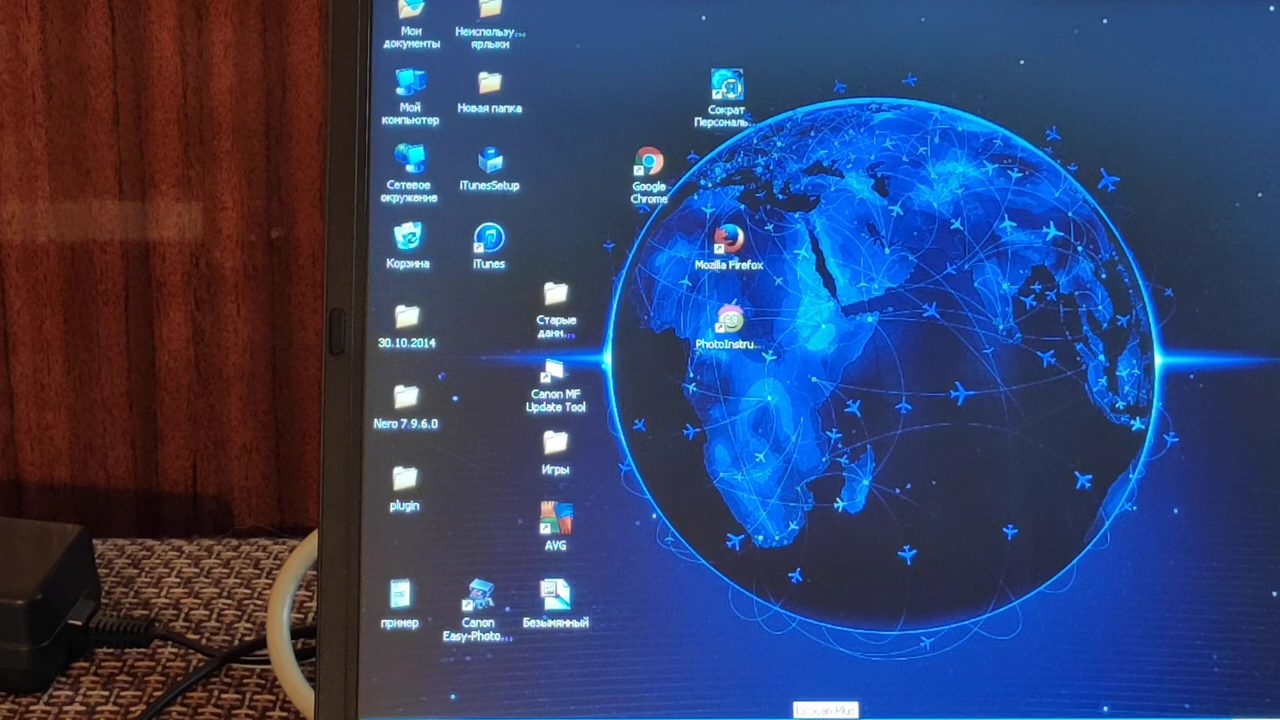 Мои
документы
Неиспользу...
ярлыки
Мой
компьютер
Новая папка
Сократ
Персональ...
Сетевое
окружение
iTunesSetup
Google
Chrome
Корзина
iTunes
Mozilla Firefox
30.10.2014
Старые
данн...
PhotoInstru...
Nero 7.9.6.0
Canon MF
Update Tool
plugin
Игры
AVG
пример
Canon
Easy-Photo...
Безымянный